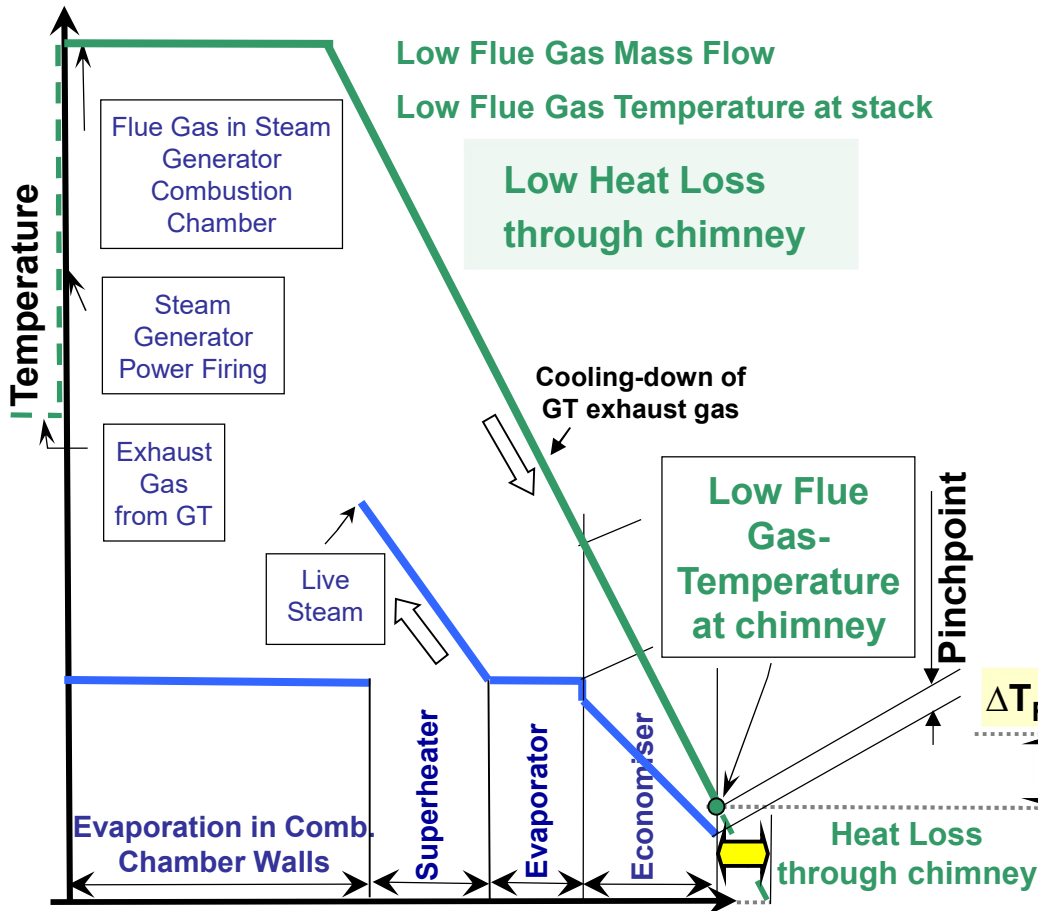 Low Flue Gas Mass Flow
Low Flue Gas Temperature at stack
Low Heat Loss
through chimney
Flue Gas in Steam
Generator
Combustion
Chamber
Temperature
Steam
Generator
Power Firing
Exhaust
Gas
from GT
Cooling-down of
GT exhaust gas
Low Flue
Gas-
Temperature
at chimney
Pinchpoint
Live
Steam
Evaporation in Comb.
Chamber Walls
Superheater
Evaporator
Economiser
Heat Loss
through chimney